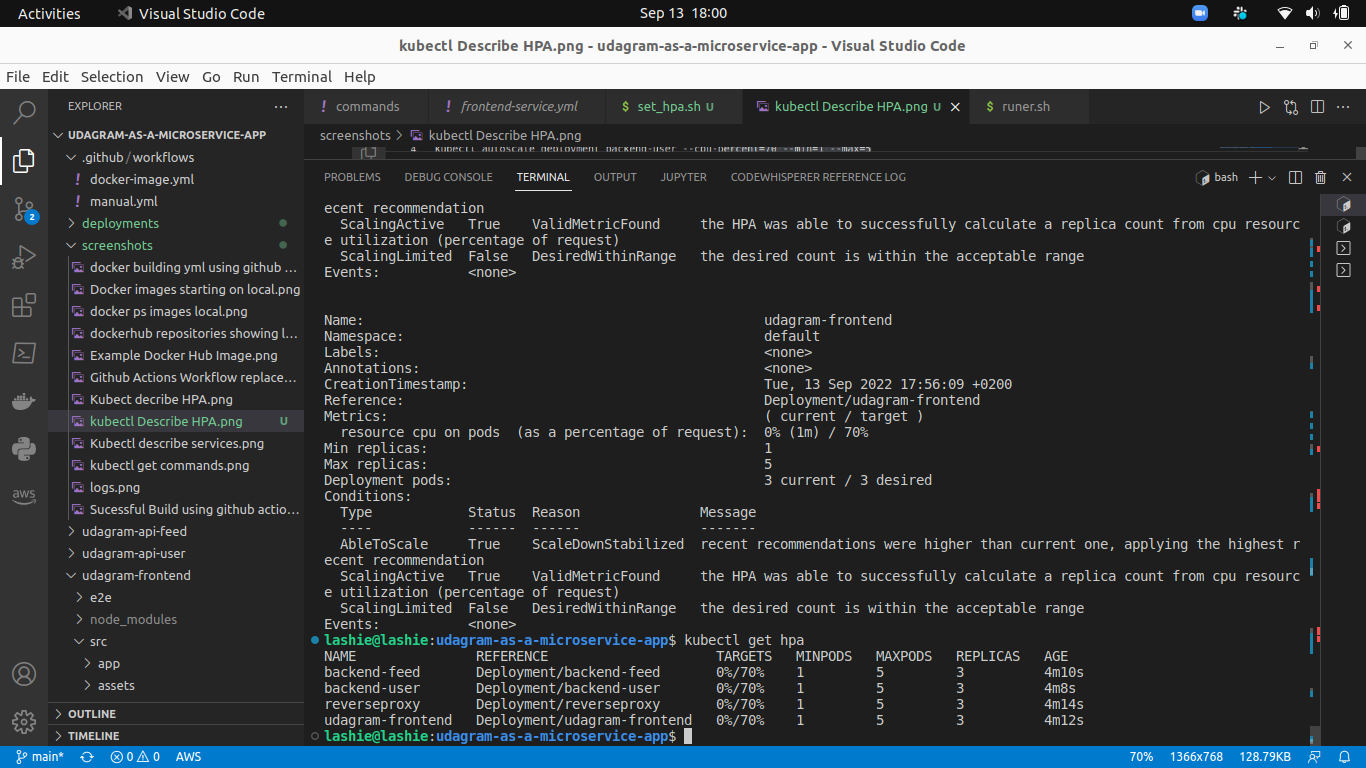 Activities
Visual Studio Code
Sep 13 18:00
kubectl Describe HPA.png - udagram-as-a-microservice-app - Visual Studio Code
File Edit Selection View Go Run Terminal Help
EXPLORER
UDAGRAM-AS-A-MICROSERVICE-APP
.github / workflows
docker-image.yml
manual.yml
deployments
screenshots
docker building yml using github ...
Docker images starting on local.png
docker ps images local.png
dockerhub repositories showing l...
Example Docker Hub Image.png
Github Actions Workflow replace...
Kubect decribe HPA.png
kubectl Describe HPA.png U
Kubectl describe services.png
kubectl get commands.png
logs.png
Sucessful Build using github actio...
udagram-api-feed
udagram-api-user
udagram-frontend
e2e
node_modules
src
app
assets
OUTLINE
TIMELINE
2
aws
! commands
! frontend-service.yml
$ set_hpa.sh U
kubectl Describe HPA.png U
$ runer.sh
screenshots > kubectl Describe HPA.png
4 kubectl autoscale deployment backend-user --cpu-percent=70 --min=1 --max=5
PROBLEMS DEBUG CONSOLE TERMINAL OUTPUT JUPYTER CODEWHISPERER REFERENCE LOG
bash
ecent recommendation
ScalingActive True ValidMetricFound the HPA was able to successfully calculate a replica count from cpu resourc
e utilization (percentage of request)
ScalingLimited False DesiredWithinRange the desired count is within the acceptable range
Events: <none>
Name: udagram-frontend
Namespace: default
Labels: <none>
Annotations: <none>
CreationTimestamp: Tue, 13 Sep 2022 17:56:09 +0200
Reference: Deployment/udagram-frontend
Metrics: ( current / target )
resource cpu on pods (as a percentage of request): 0% (1m) / 70%
Min replicas: 1
Max replicas: 5
Deployment pods: 3 current / 3 desired
Conditions:
Type Status Reason Message
---- ------ ------ -------
AbleToScale True ScaleDownStabilized recent recommendations were higher than current one, applying the highest r
ecent recommendation
ScalingActive True ValidMetricFound the HPA was able to successfully calculate a replica count from cpu resourc
e utilization (percentage of request)
ScalingLimited False DesiredWithinRange the desired count is within the acceptable range
Events: <none>
lashie@lashie:udagram-as-a-microservice-app$ kubectl get hpa
NAME REFERENCE TARGETS MINPODS MAXPODS REPLICAS AGE
backend-feed Deployment/backend-feed 0%/70% 1 5 3 4m10s
backend-user Deployment/backend-user 0%/70% 1 5 3 4m8s
reverseproxy Deployment/reverseproxy 0%/70% 1 5 3 4m14s
udagram-frontend Deployment/udagram-frontend 0%/70% 1 5 3 4m12s
lashie@lashie:udagram-as-a-microservice-app$
main* 0 0 AWS
70% 1366x768 128.79KB